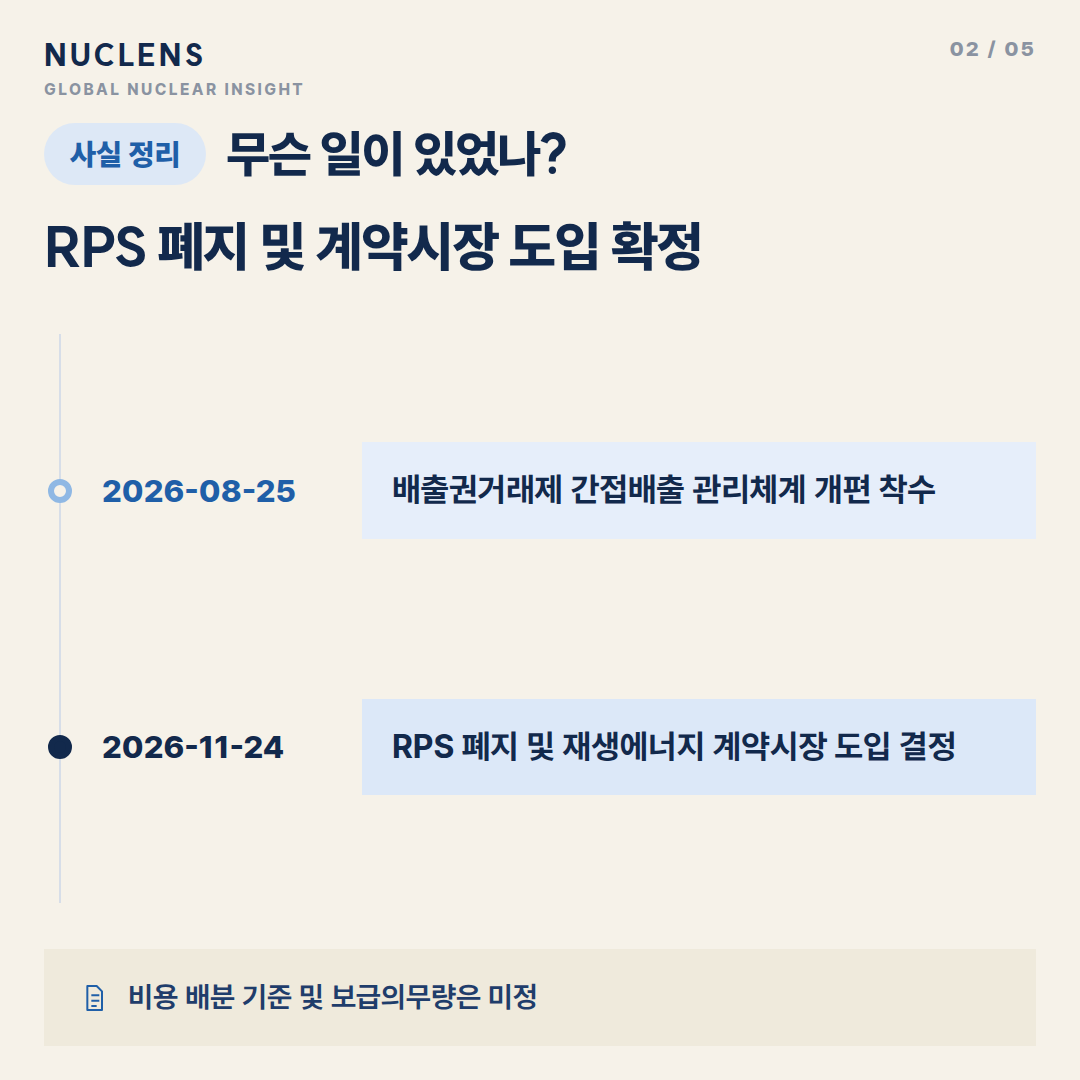 NUCLENS
02 / 05
GLOBAL NUCLEAR INSIGHT
사실 정리
무슨 일이 있었나?
RPS 폐지 및 계약시장 도입 확정
2026-08-25
배출권거래제 간접배출 관리체계 개편 착수
2026-11-24
RPS 폐지 및 재생에너지 계약시장 도입 결정
비용 배분 기준 및 보급의무량은 미정